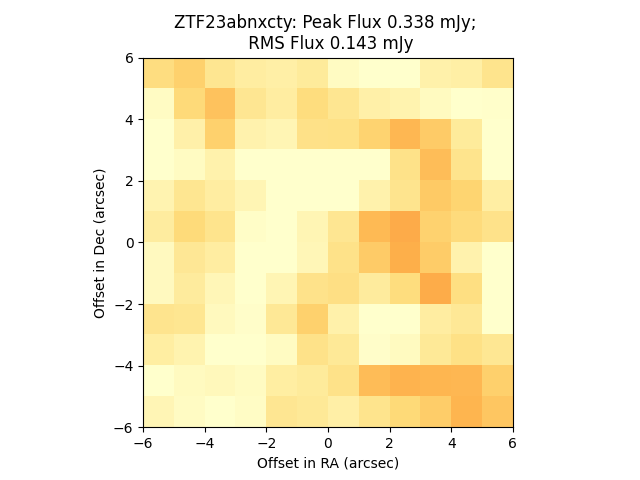 ZTF23abnxcty: Peak Flux 0.338 mJy;
RMS Flux 0.143 mJy
6
4
2
0
−2
−4
−6
Offset in Dec (arcsec)
−6 −4 −2 0 2 4 6
Offset in RA (arcsec)